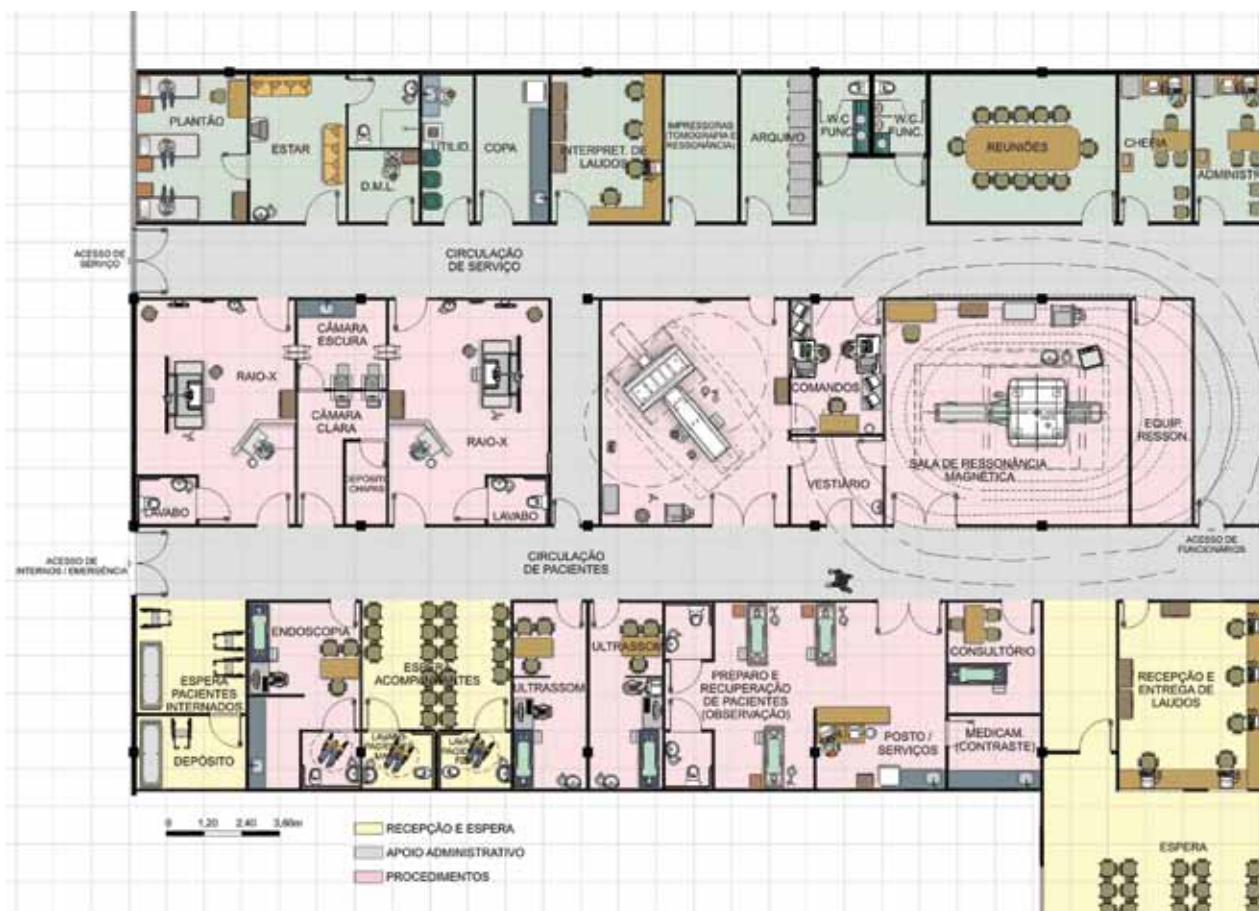 PLANTÃO
ESTAR
D.M.L.
UTILID.
COPA
INTERPRET. DE
LAUDOS
IMPRESSORAS
(TOMOGRAFIA E
RESSONÂNCIA)
ARQUIVO
W.C
FUNC.
W.C.
FUNC.
REUNIÕES
CHEFIA
ADMINISTR
ACESSO DE
SERVIÇO
CIRCULAÇÃO
DE SERVIÇO
RAIO-X
CÂMARA
ESCURA
CÂMARA
CLARA
DEPÓSITO
CHAPAS
RAIO-X
LAVABO
LAVABO
COMANDOS
VESTIÁRIO
SALA DE RESSONÂNCIA
MAGNÉTICA
EQUIP.
RESSON.
ACESSO DE
INTERNOS / EMERGÊNCIA
CIRCULAÇÃO
DE PACIENTES
ACESSO DE
FUNCIONÁRIOS
ESPERA
PACIENTES
INTERNADOS
DEPÓSITO
ENDOSCOPIA
ESPERA
ACOMPANHANTES
ULTRASSOM
ULTRASSOM
PREPARO E
RECUPERAÇÃO
DE PACIENTES
(OBSERVAÇÃO)
POSTO /
SERVIÇOS
CONSULTÓRIO
MEDICAM.
(CONTRASTE)
RECEPÇÃO E
ENTREGA DE
LAUDOS
ESPERA
0 1,20 2,40 3,60m
RECEPÇÃO E ESPERA
APOIO ADMINISTRATIVO
PROCEDIMENTOS